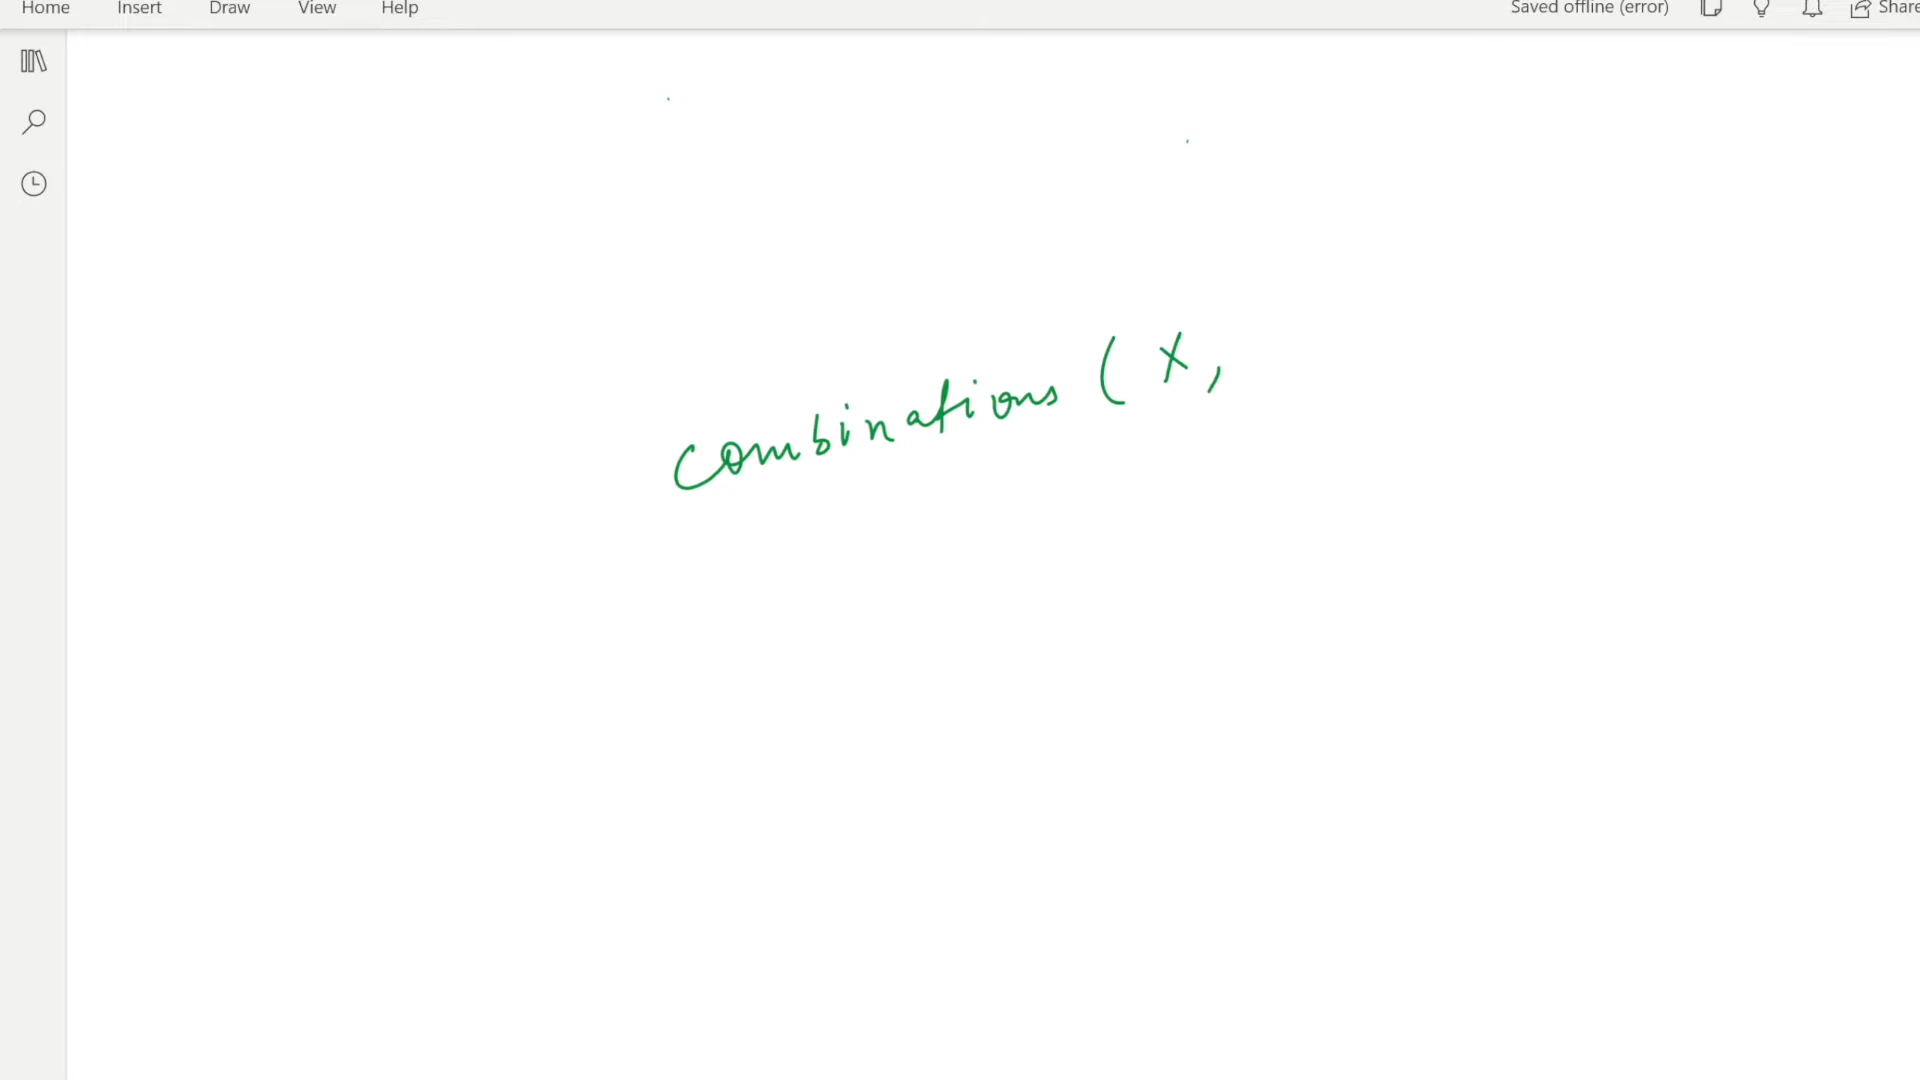 Home Insert Draw View Help Saved offline (error) Share
combinations ( x ,